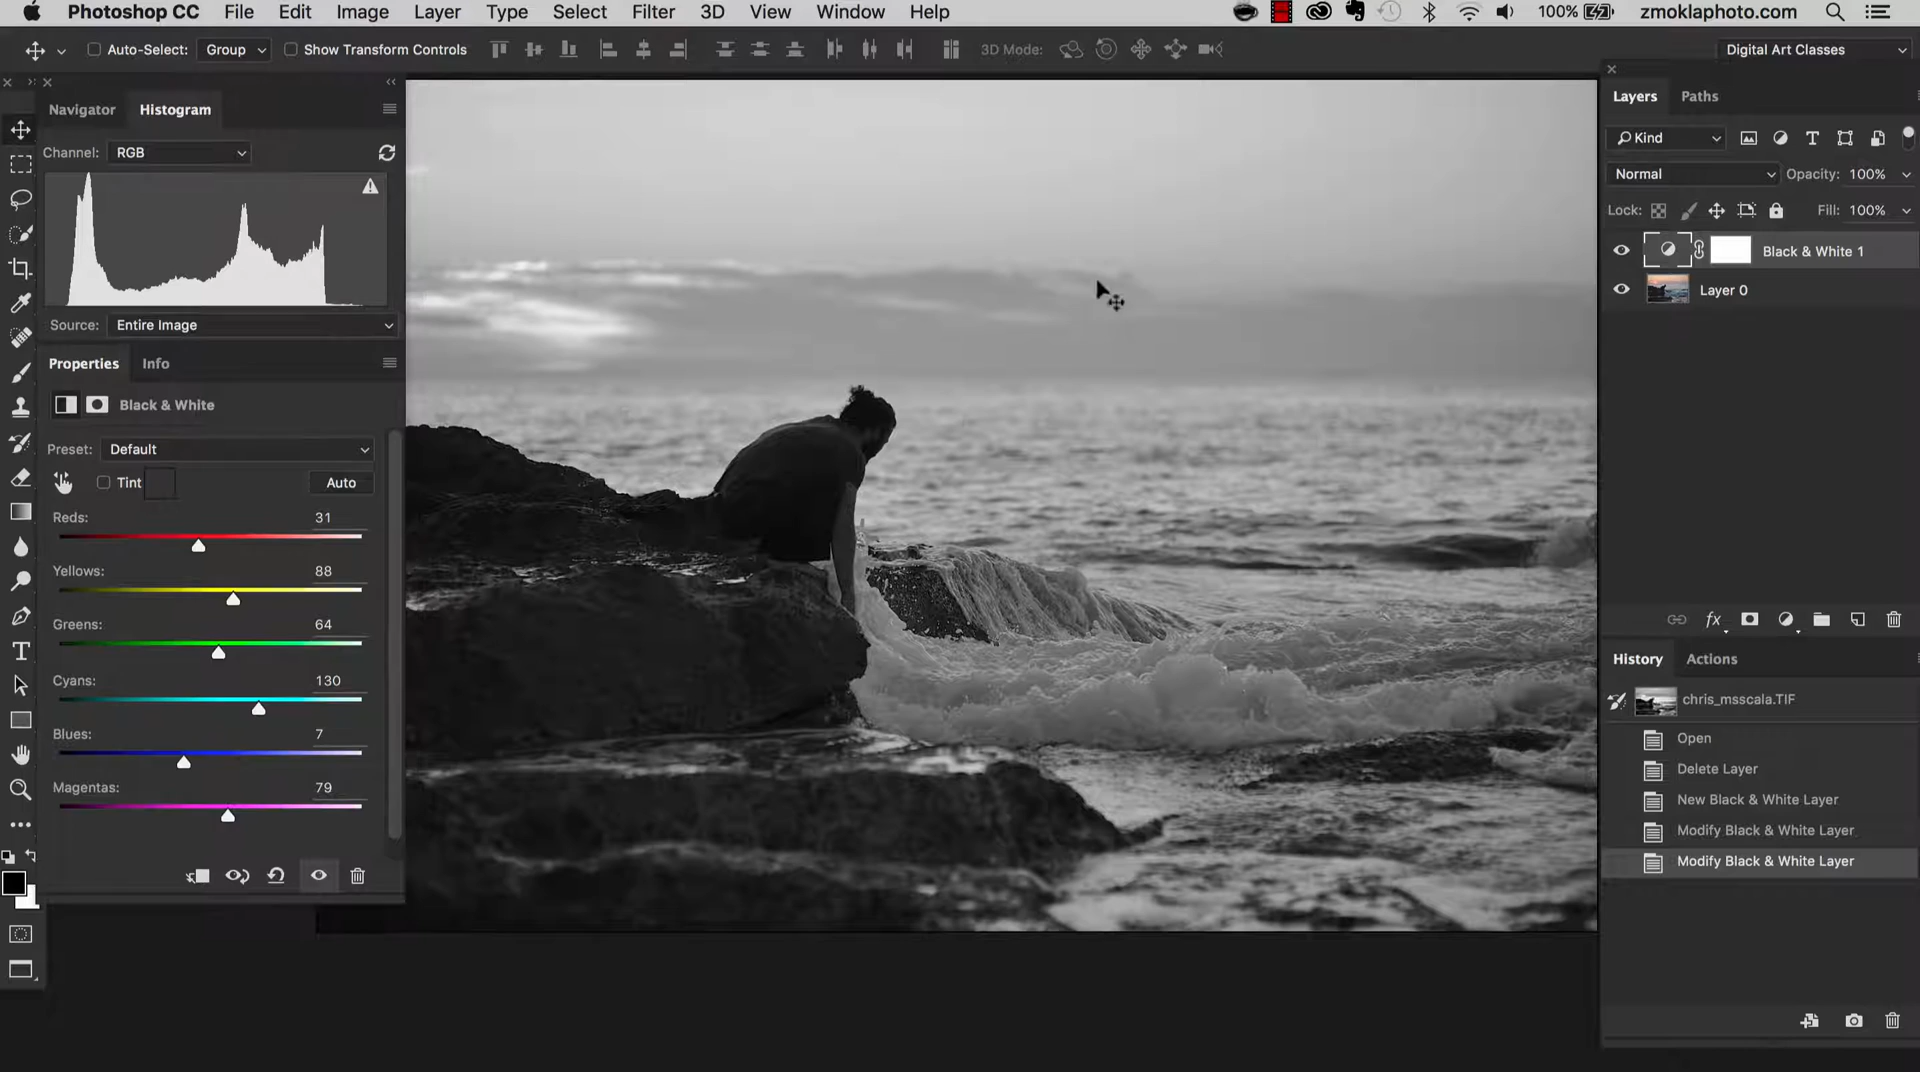 Photoshop CC File Edit Image Layer Type Select Filter 3D View Window Help 100% zmoklaphoto.com
Auto-Select: Group Show Transform Controls 3D Mode: Digital Art Classes
Navigator Histogram
Channel: RGB
Source: Entire Image
Properties Info
Black & White
Preset: Default
Tint Auto
Reds: 31
Yellows: 88
Greens: 64
Cyans: 130
Blues: 7
Magentas: 79
Layers Paths
Kind
Normal Opacity: 100%
Lock: Fill: 100%
Black & White 1
Layer 0
fx
History Actions
chris_msscala.TIF
Open
Delete Layer
New Black & White Layer
Modify Black & White Layer
Modify Black & White Layer